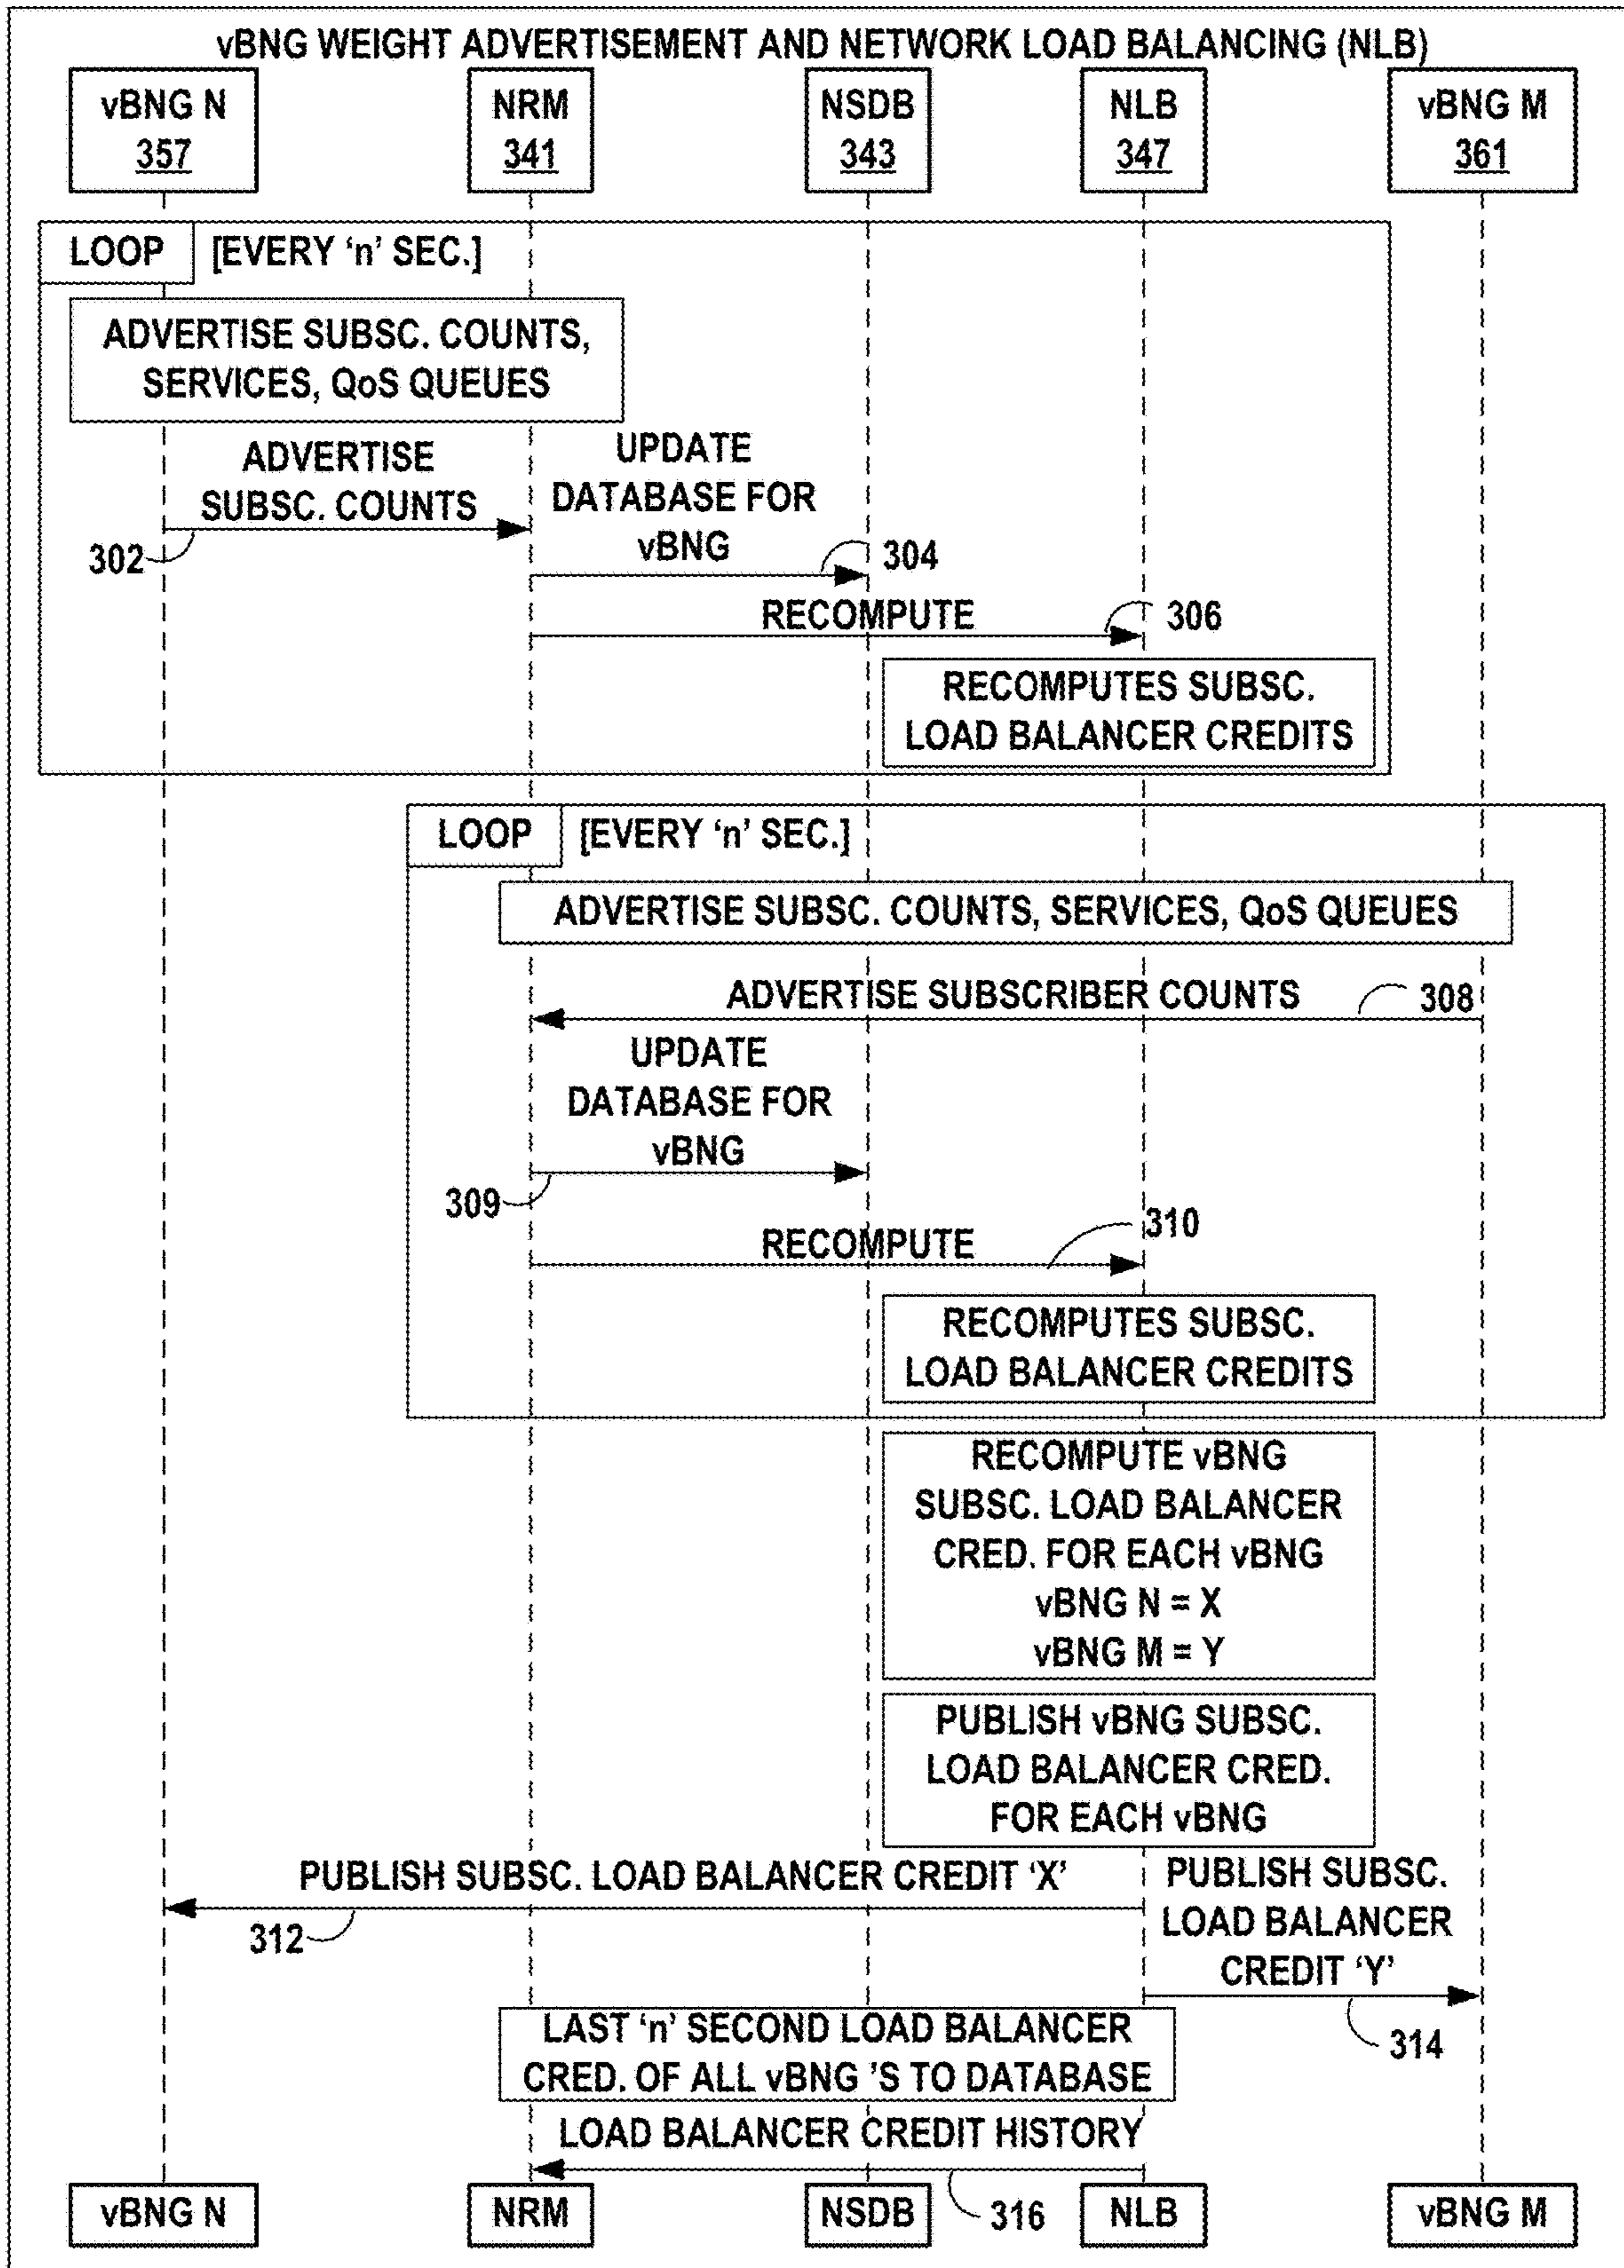 vBNG WEIGHT ADVERTISEMENT AND NETWORK LOAD BALANCING (NLB)
vBNG N
357
NRM
341
NSDB
343
NLB
347
vBNG M
361
LOOP
[EVERY ‘n’ SEC.]
ADVERTISE SUBSC. COUNTS,
SERVICES, QoS QUEUES
ADVERTISE
SUBSC. COUNTS
302
UPDATE
DATABASE FOR
vBNG
304
RECOMPUTE
306
RECOMPUTES SUBSC.
LOAD BALANCER CREDITS
LOOP
[EVERY ‘n’ SEC.]
ADVERTISE SUBSC. COUNTS, SERVICES, QoS QUEUES
ADVERTISE SUBSCRIBER COUNTS
308
UPDATE
DATABASE FOR
vBNG
309
RECOMPUTE
310
RECOMPUTES SUBSC.
LOAD BALANCER CREDITS
RECOMPUTE vBNG
SUBSC. LOAD BALANCER
CRED. FOR EACH vBNG
vBNG N = X
vBNG M = Y
PUBLISH vBNG SUBSC.
LOAD BALANCER CRED.
FOR EACH vBNG
PUBLISH SUBSC. LOAD BALANCER CREDIT ‘X’
312
PUBLISH SUBSC.
LOAD BALANCER
CREDIT ‘Y’
314
LAST ‘n’ SECOND LOAD BALANCER
CRED. OF ALL vBNG ’S TO DATABASE
LOAD BALANCER CREDIT HISTORY
316
vBNG N
NRM
NSDB
NLB
vBNG M